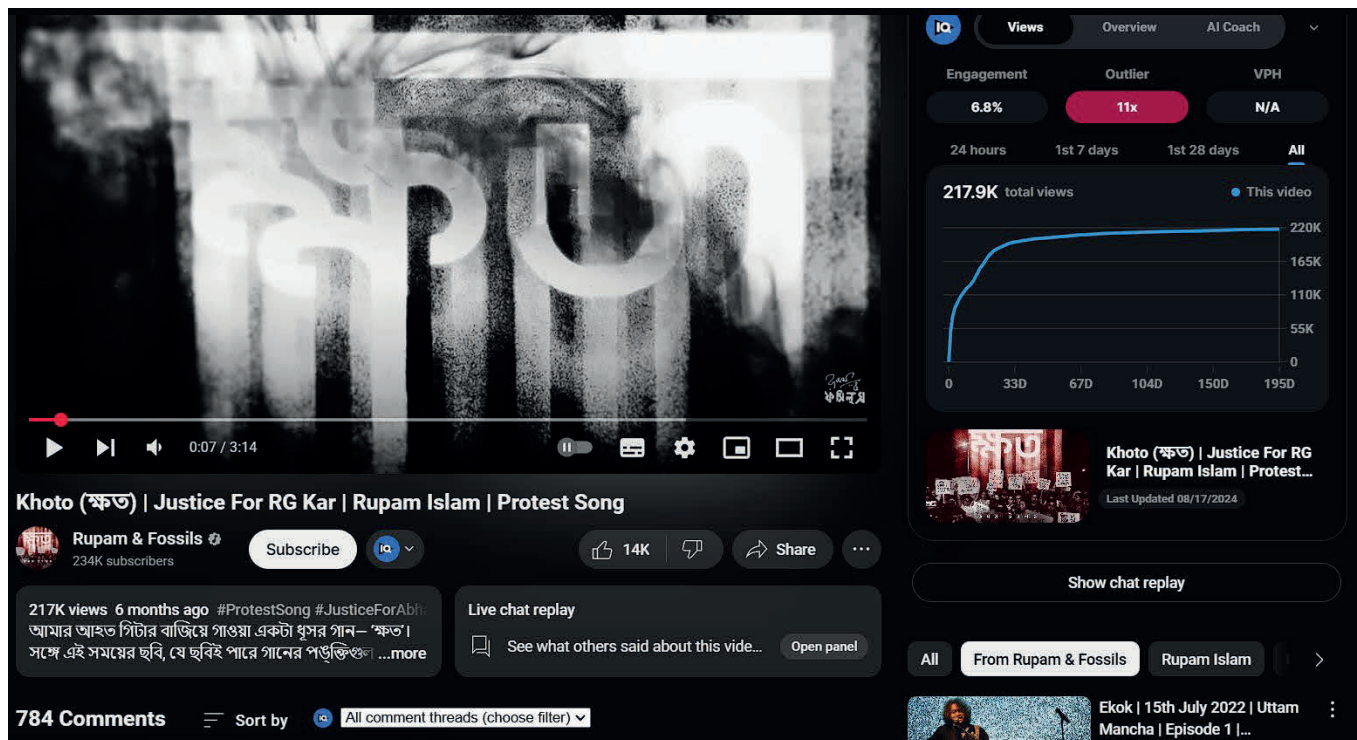 ক্ষত
ফসিলস
0:07 / 3:14
Khoto (ক্ষত) | Justice For RG Kar | Rupam Islam | Protest Song
Rupam & Fossils
234K subscribers
Subscribe
IQ
14K
Share
217K views 6 months ago #ProtestSong #JusticeForAbh
আমার আহত গিটার বাজিয়ে গাওয়া একটা ধূসর গান– ‘ক্ষত’।
সঙ্গে এই সময়ের ছবি, যে ছবিই পারে গানের পঙ্‌ক্তিগুল ...more
Live chat replay
See what others said about this vide...
Open panel
784 Comments
Sort by
IQ
All comment threads (choose filter)
IQ
Views
Overview
AI Coach
Engagement
Outlier
VPH
6.8%
11x
N/A
24 hours
1st 7 days
1st 28 days
All
217.9K total views
This video
220K
165K
110K
55K
0
0
33D
67D
104D
150D
195D
ক্ষত
Khoto (ক্ষত) | Justice For RG
Kar | Rupam Islam | Protest...
Last Updated 08/17/2024
Show chat replay
All
From Rupam & Fossils
Rupam Islam
Ekok | 15th July 2022 | Uttam
Mancha | Episode 1 |...